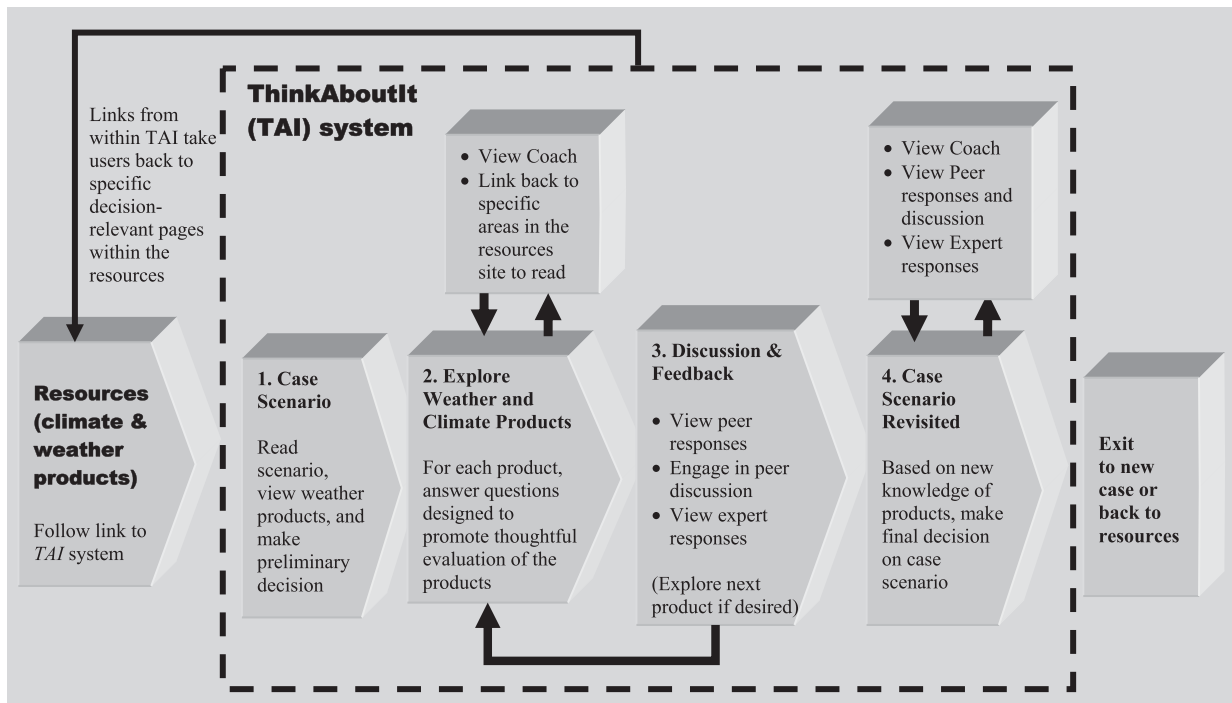 ThinkAboutIt
(TAI) system
Links from
within TAI take
users back to
specific
decision-
relevant pages
within the
resources
• View Coach
• Link back to
specific
areas in the
resources
site to read
• View Coach
• View Peer
responses and
discussion
• View Expert
responses
Resources
(climate &
weather
products)
Follow link to
TAI system
1. Case
Scenario
Read
scenario,
view weather
products, and
make
preliminary
decision
2. Explore
Weather and
Climate Products
For each product,
answer questions
designed to
promote thoughtful
evaluation of the
products
3. Discussion &
Feedback
• View peer
responses
• Engage in peer
discussion
• View expert
responses
(Explore next
product if desired)
4. Case
Scenario
Revisited
Based on new
knowledge of
products, make
final decision
on case
scenario
Exit
to new
case or
back to
resources